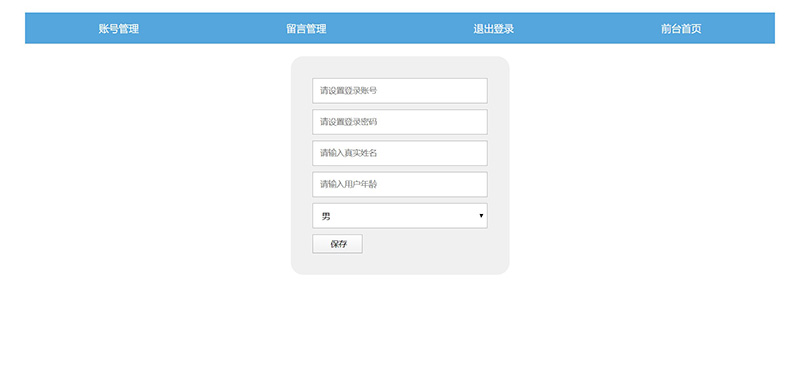 账号管理 留言管理 退出登录 前台首页
请设置登录账号
请设置登录密码
请输入真实姓名
请输入用户年龄
男
保存